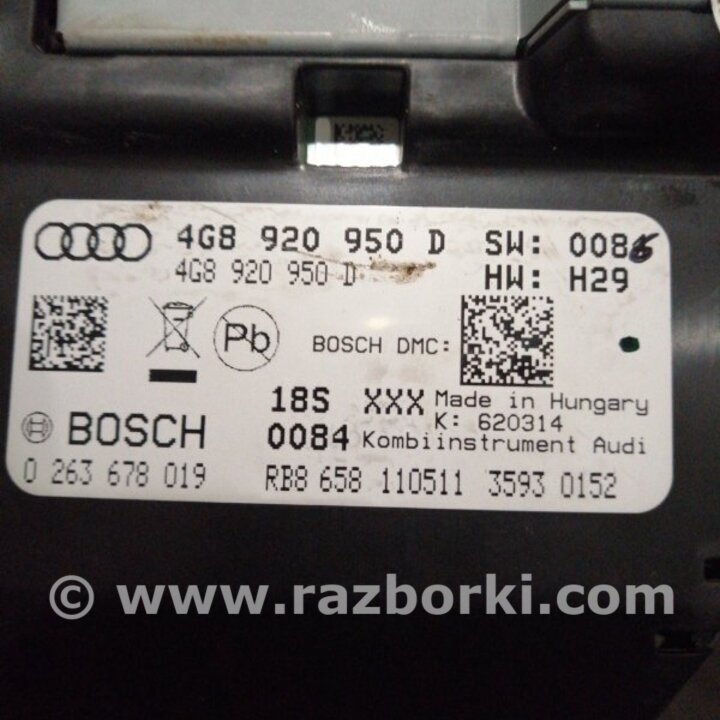 4G8 920 950 D SW: 0086
4G8 920 950 D HW: H29
Pb
BOSCH DMC:
18S XXX Made in Hungary
K: 620314
BOSCH 0084 Kombiinstrument Audi
0 263 678 019 RB8 658 110511 3593 0152
© www.razborki.com